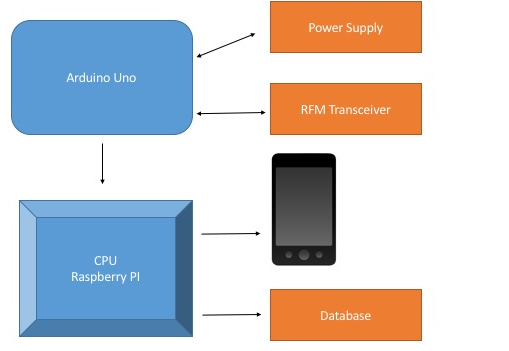 Power Supply
Arduino Uno
RFM Transceiver
CPU
Raspberry PI
Database